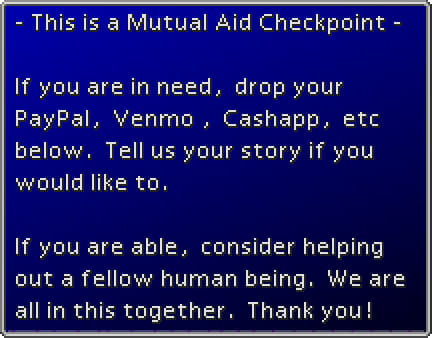 - This is a Mutual Aid Checkpoint -
If you are in need, drop your
PayPal, Venmo , Cashapp, etc
below. Tell us your story if you
would like to.
If you are able, consider helping
out a fellow human being. We are
all in this together. Thank you!